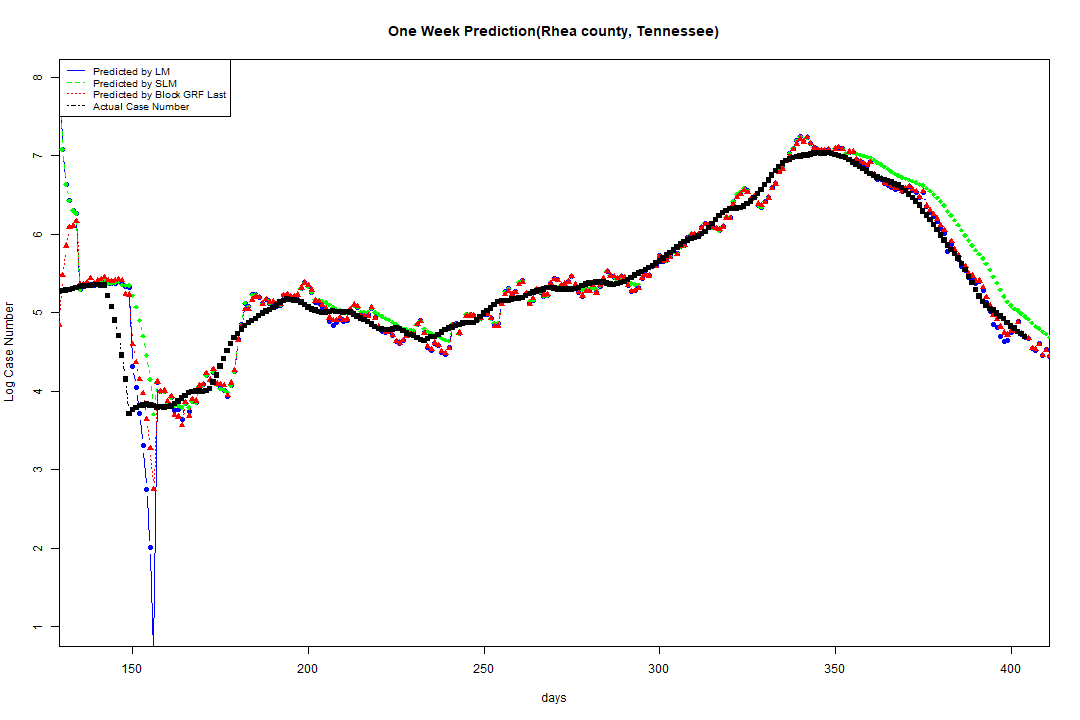 One Week Prediction(Rhea county, Tennessee)
Predicted by LM
Predicted by SLM
Predicted by Block GRF Last
Actual Case Number
8
7
6
5
4
3
2
1
Log Case Number
150 200 250 300 350 400
days